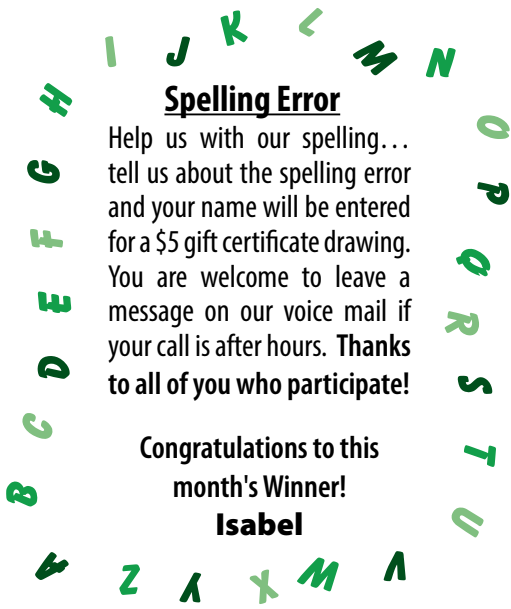 Spelling Error
Help us with our spelling…
tell us about the spelling error
and your name will be entered
for a $5 gift certificate drawing.
You are welcome to leave a
message on our voice mail if
your call is after hours. Thanks
to all of you who participate!
Congratulations to this
month's Winner!
Isabel
A
B
C
D
E
F
G
H
I
J
K
L
M
N
O
P
Q
R
S
T
U
V
W
X
Y
Z